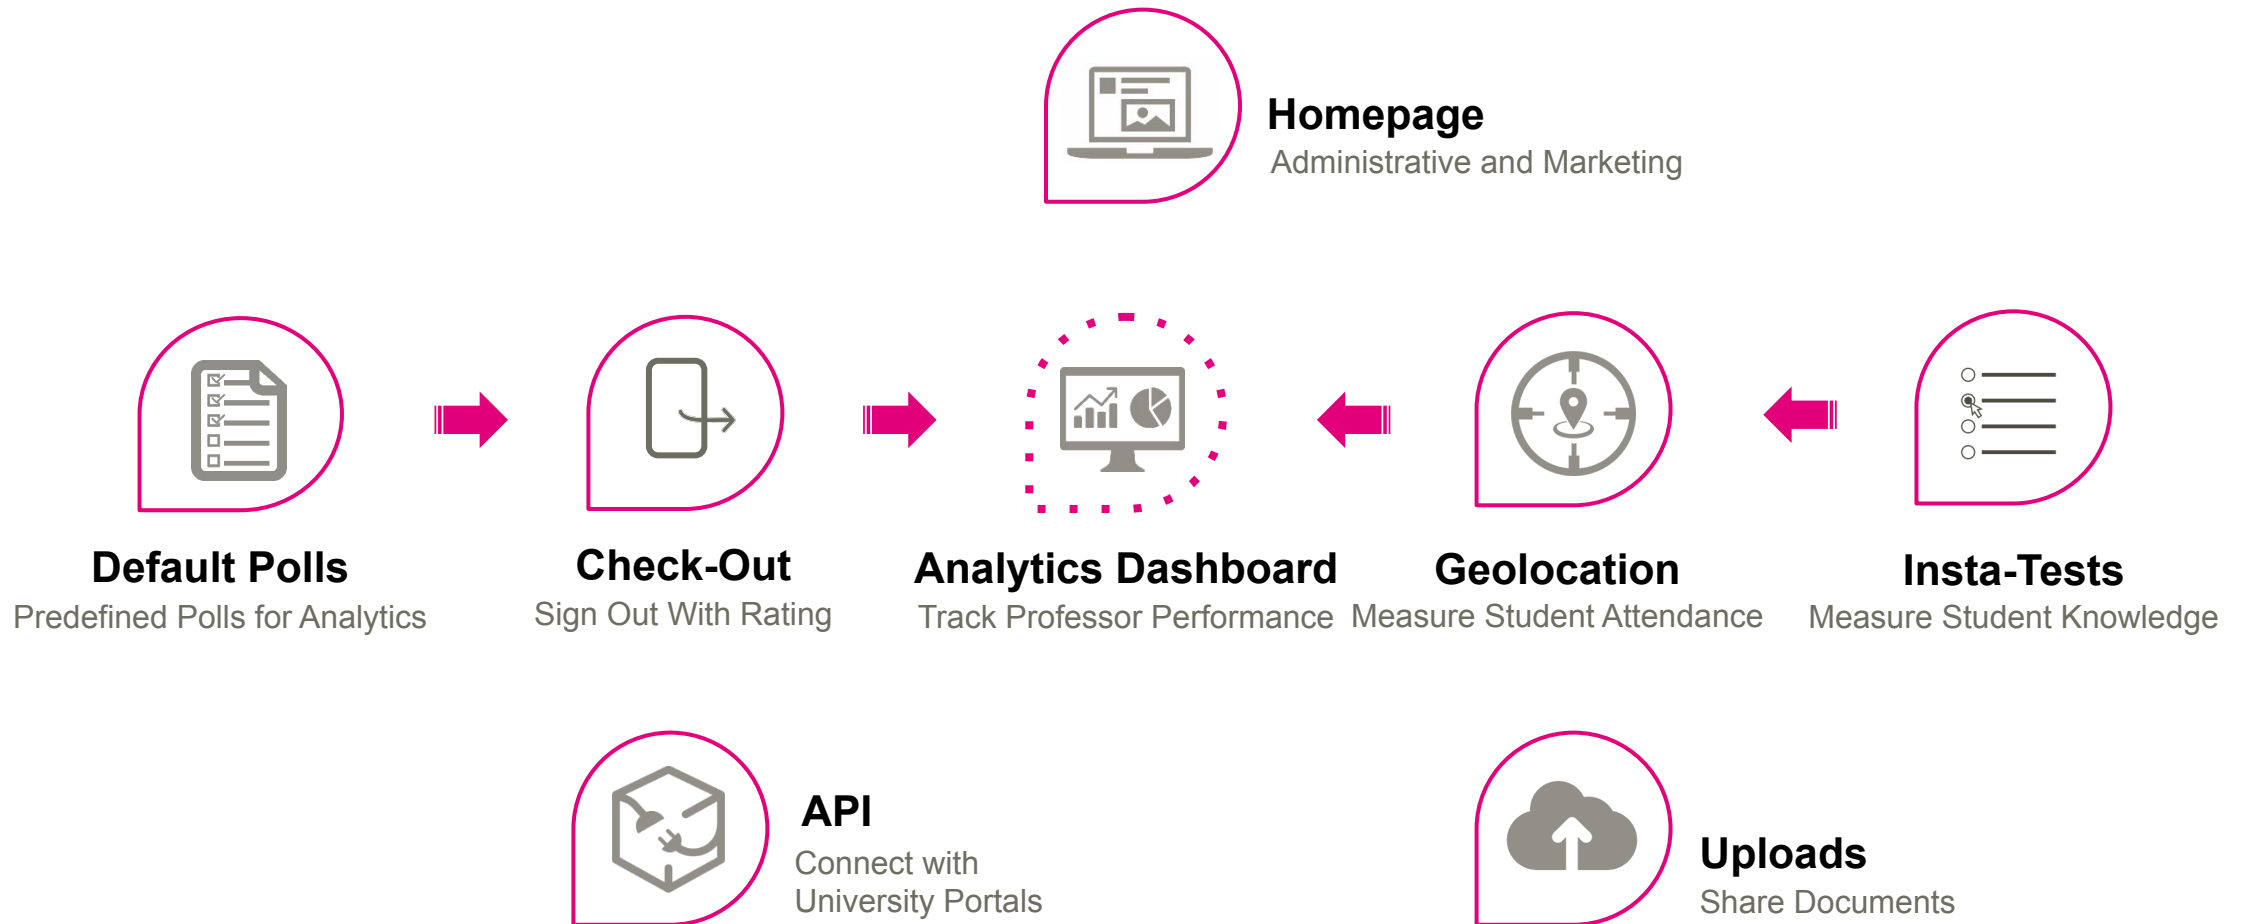 Homepage
Administrative and Marketing
Default Polls
Predefined Polls for Analytics
Check-Out
Sign Out With Rating
Analytics Dashboard
Track Professor Performance
Geolocation
Measure Student Attendance
Insta-Tests
Measure Student Knowledge
API
Connect with
University Portals
Uploads
Share Documents